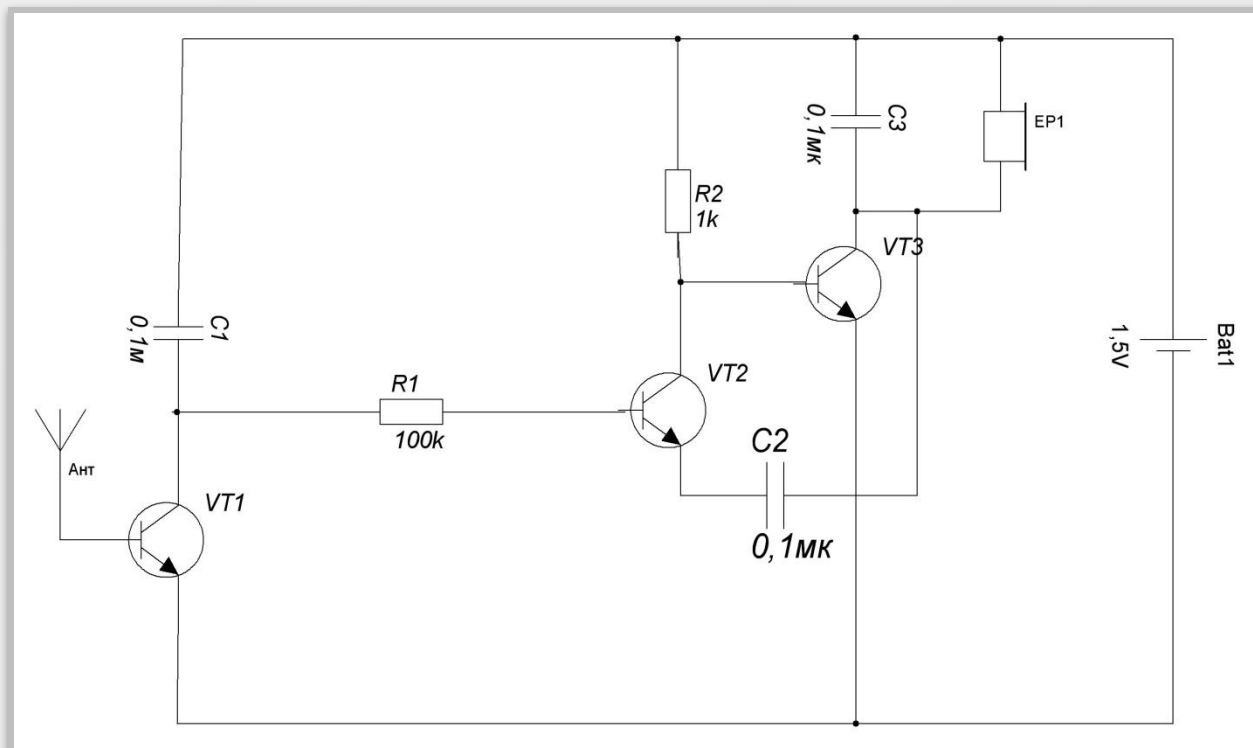 C3
0,1мк
EP1
R2
1k
VT3
C1
0,1м
Bat1
1,5V
VT2
R1
100k
C2
0,1мк
Ант
VT1